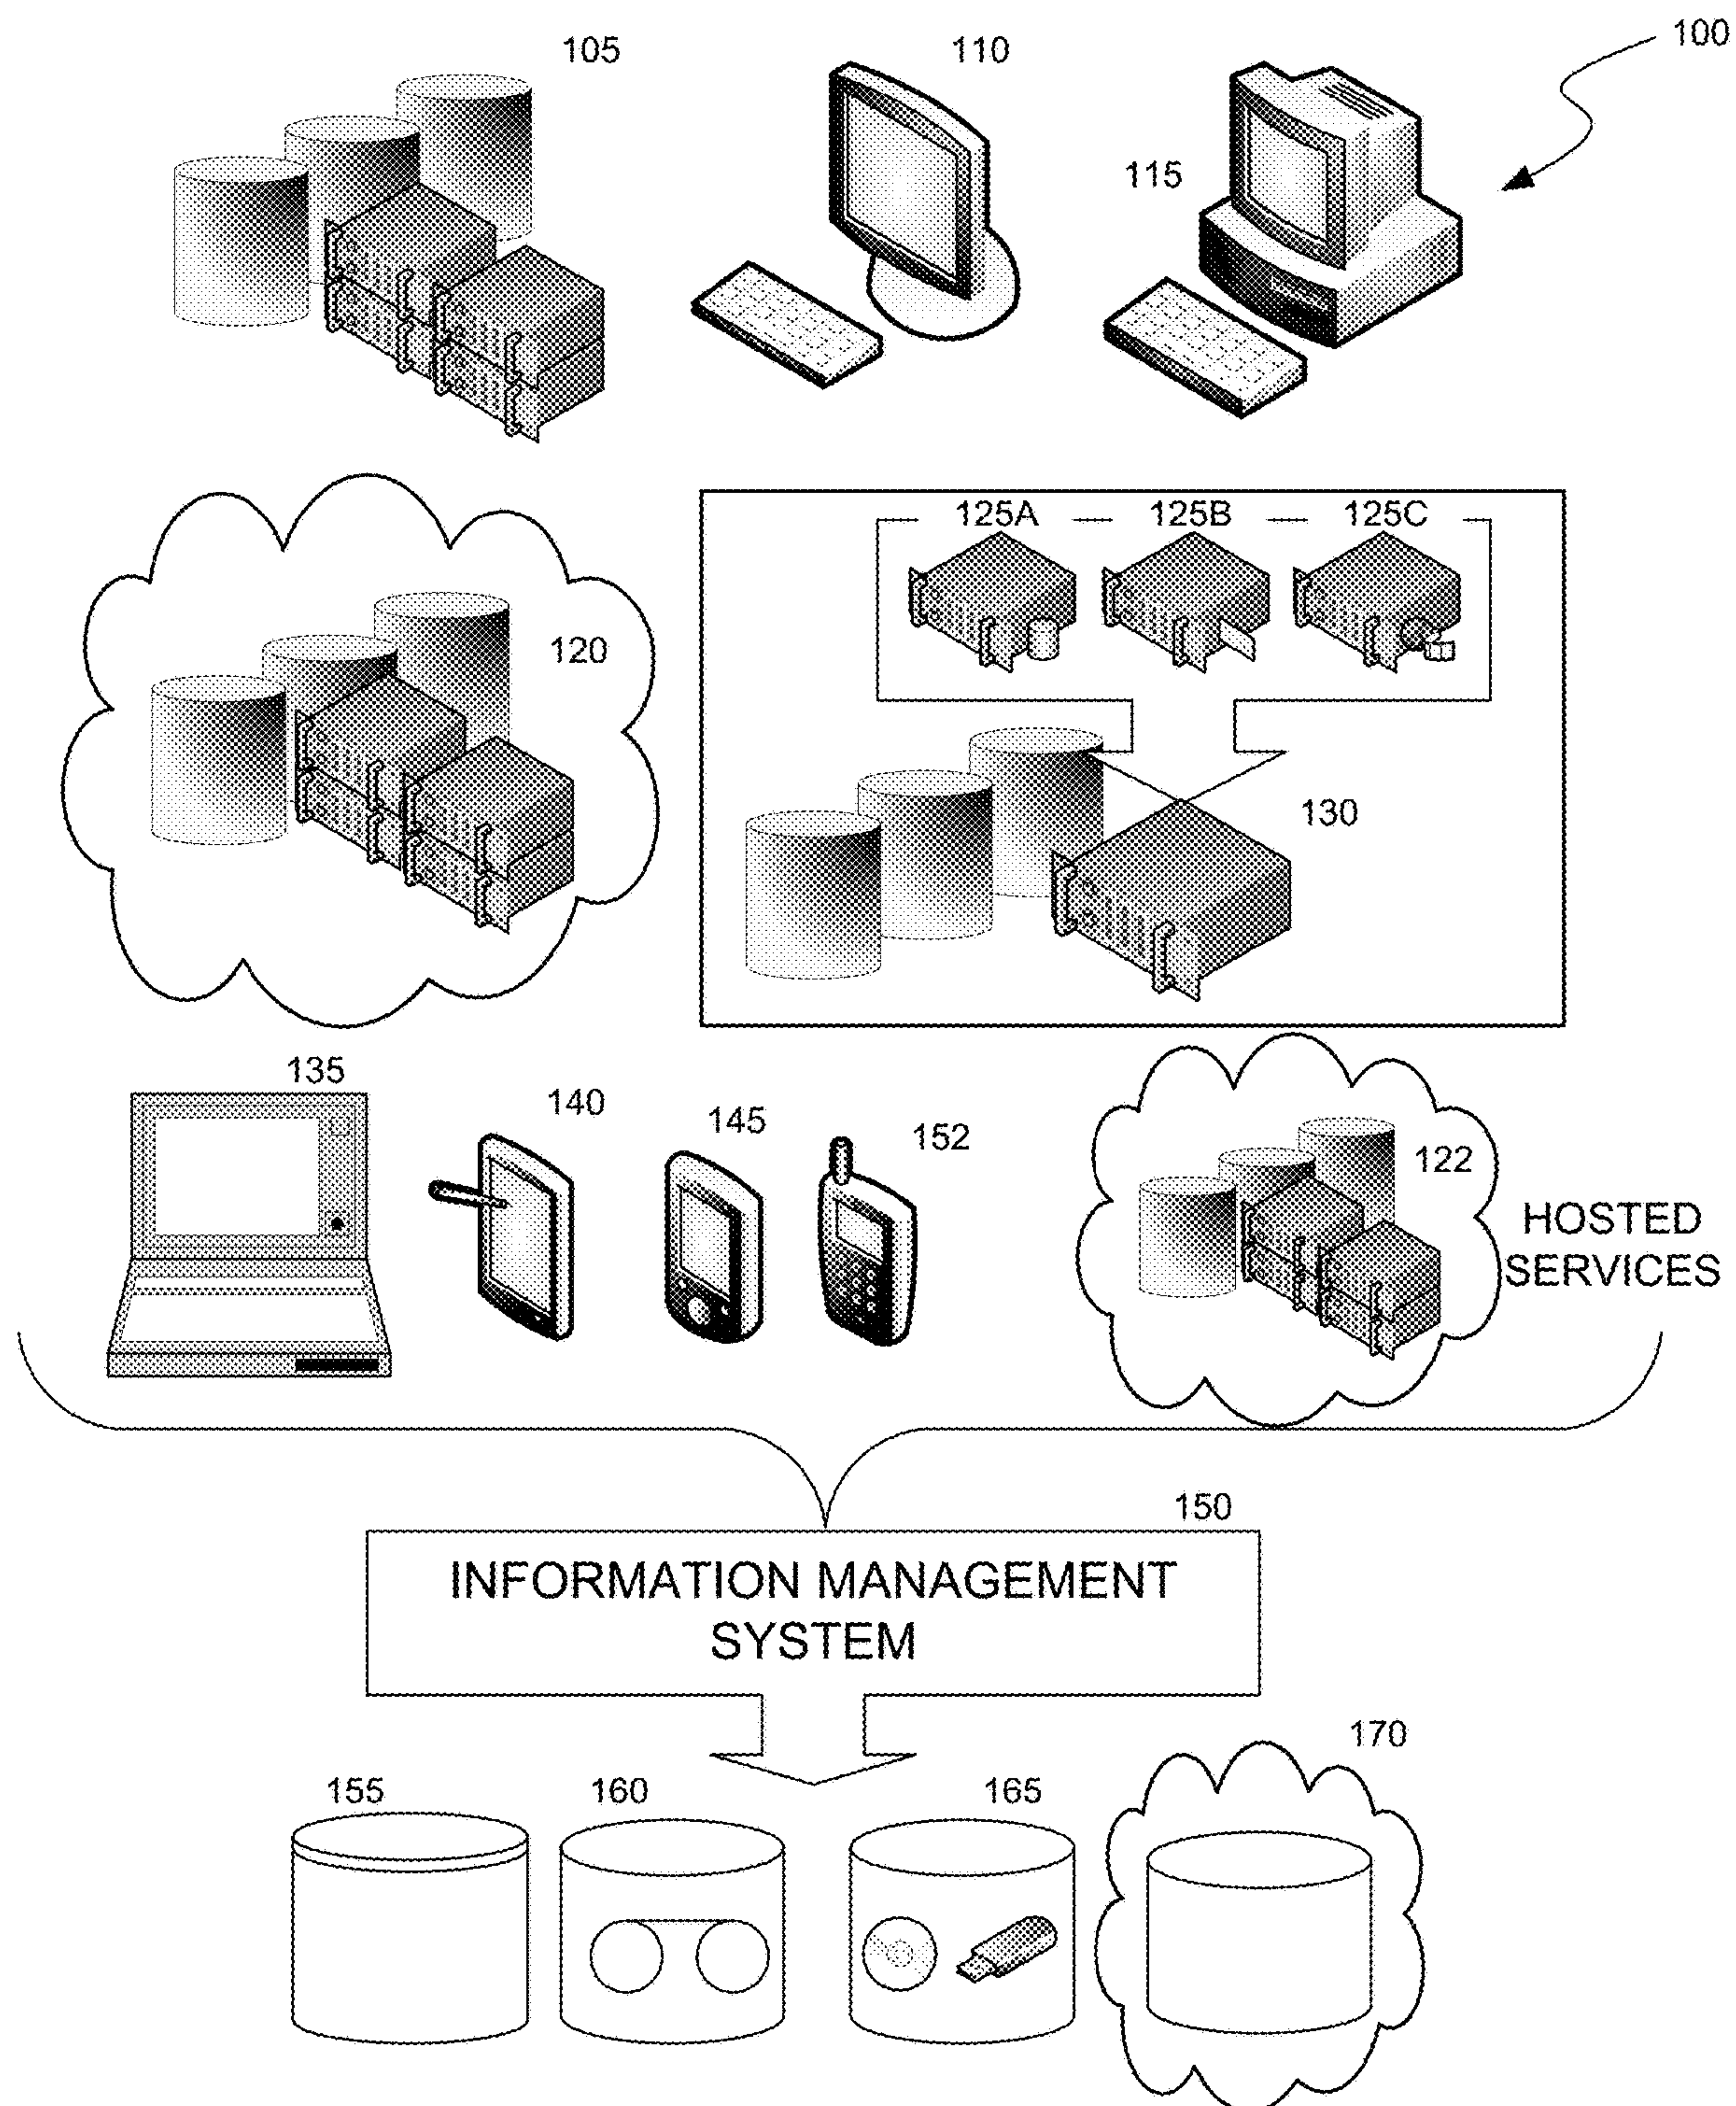 100
105
110
115
125A
125B
125C
120
130
135
140
145
152
122
HOSTED
SERVICES
150
INFORMATION MANAGEMENT
SYSTEM
170
155
160
165